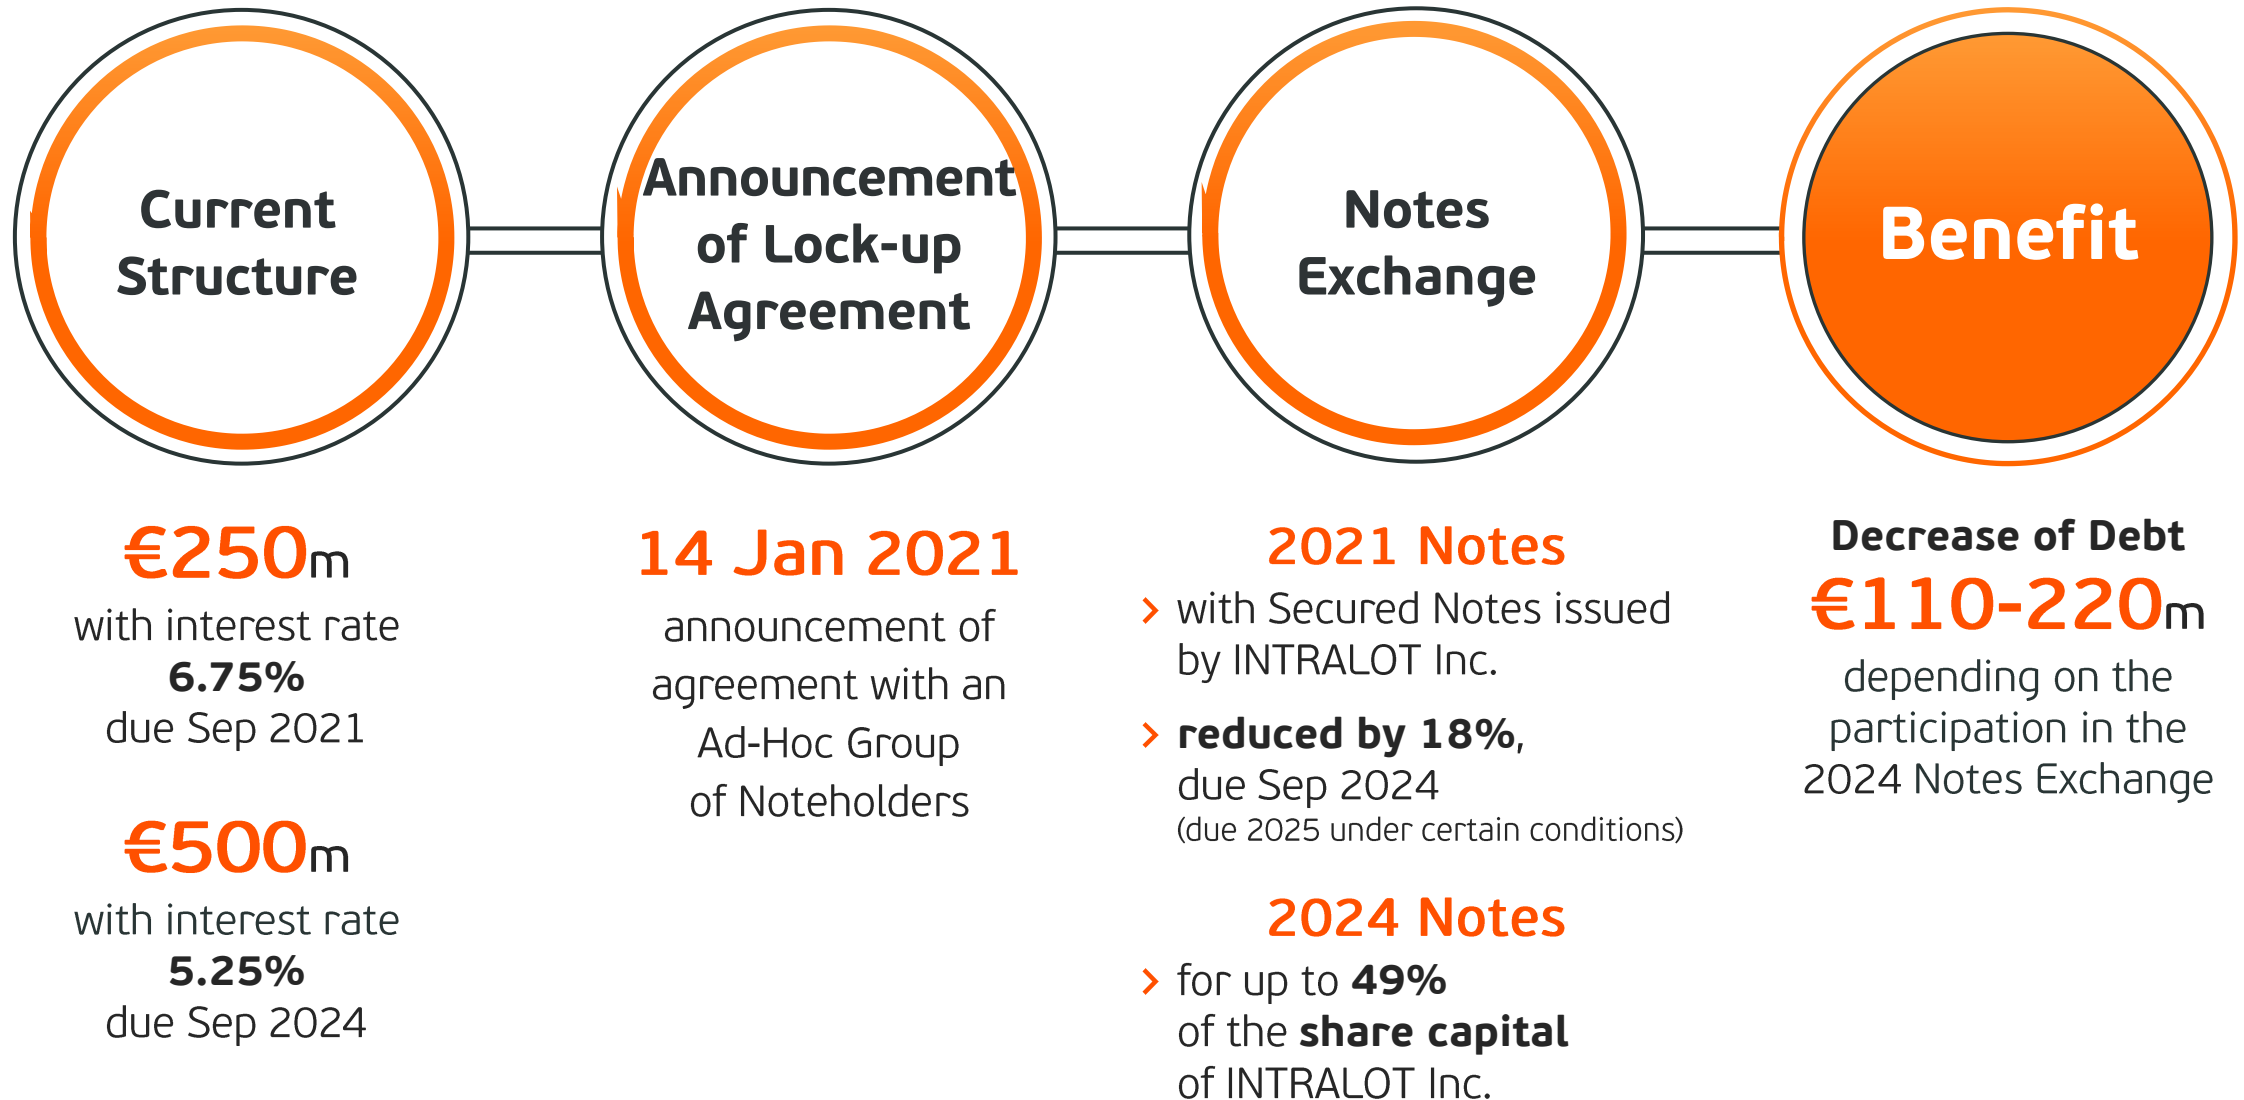 Current
Structure
€250m
with interest rate
6.75%
due Sep 2021
€500m
with interest rate
5.25%
due Sep 2024
Announcement
of Lock-up
Agreement
14 Jan 2021
announcement of
agreement with an
Ad-Hoc Group
of Noteholders
Notes
Exchange
2021 Notes
with Secured Notes issued
by INTRALOT Inc.
reduced by 18%,
due Sep 2024
(due 2025 under certain conditions)
2024 Notes
for up to 49%
of the share capital
of INTRALOT Inc.
Benefit
Decrease of Debt
€110-220m
depending on the
participation in the
2024 Notes Exchange